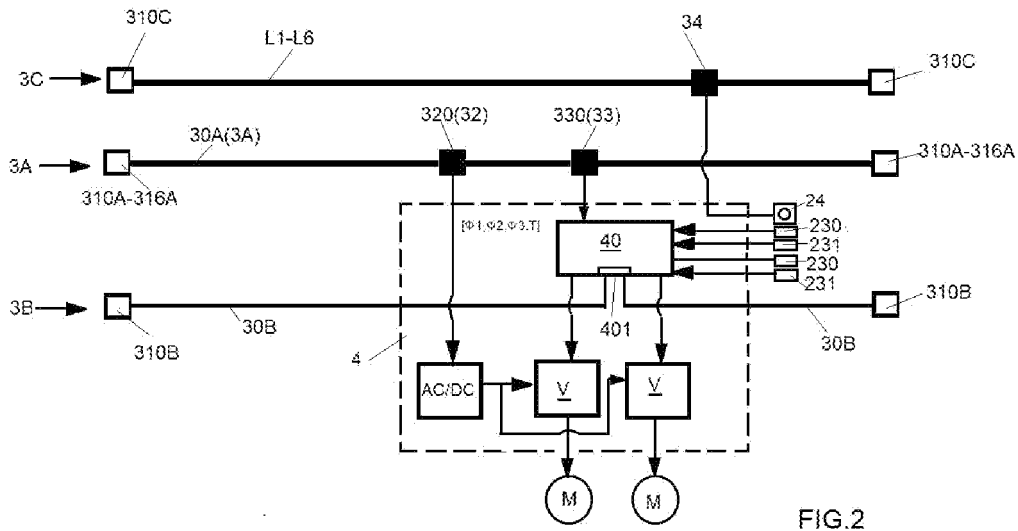 310C
L1-L6
34
3C
310C
320(32)
330(33)
30A(3A)
3A
310A-316A
310A-316A
24
[Φ1,Φ2,Φ3,T]
40
230
231
230
231
3B
310B
401
30B
310B
4
30B
AC/DC
V
V
M
M
FIG.2